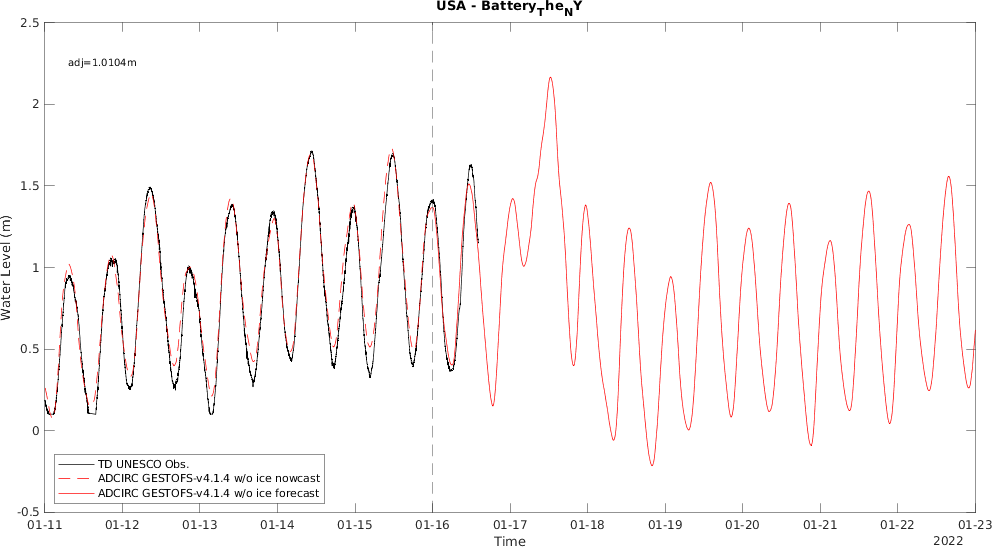 USA - BatteryTheNY
adj=1.0104m
2.5
2
1.5
1
0.5
0
-0.5
Water Level (m)
TD UNESCO Obs.
ADCIRC GESTOFS-v4.1.4 w/o ice nowcast
ADCIRC GESTOFS-v4.1.4 w/o ice forecast
01-11 01-12 01-13 01-14 01-15 01-16 01-17 01-18 01-19 01-20 01-21 01-22 01-23
Time
2022